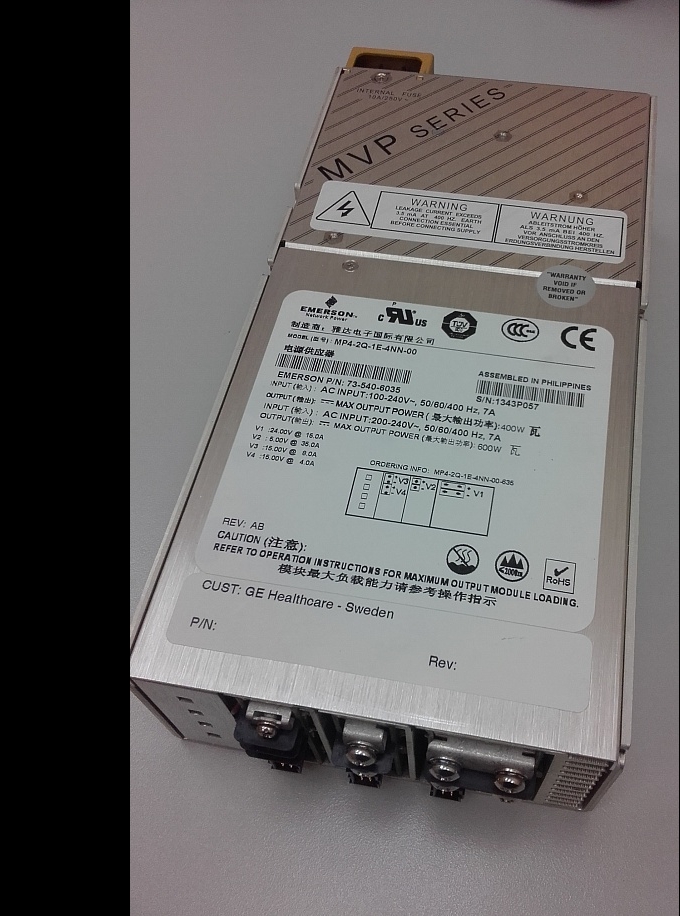 INTERNAL FUSE
10A/250V~
MVP SERIES
WARNING
LEAKAGE CURRENT EXCEEDS
3.5 mA AT 400 HZ. EARTH
CONNECTION ESSENTIAL
BEFORE CONNECTING SUPPLY
WARNUNG
ABLEITSTROM HÖHER
ALS 3.5 mA BEI 400 HZ.
VOR ANSCHLUSS AN DEN
VERSORGUNGSSTROMKREIS
ERDUNGSVERBINDUNG HERSTELLEN
"WARRANTY
VOID IF
REMOVED OR
BROKEN"
EMERSON
Network Power
c RU US
TÜV
CCC
CE
制造商: 雅达电子国际有限公司
MODEL (型号): MP4-2Q-1E-4NN-00
电源供应器
EMERSON P/N: 73-540-6035
ASSEMBLED IN PHILIPPINES
S/N:1343P057
INPUT (输入): AC INPUT:100-240V~, 50/60/400 Hz, 7A
OUTPUT(输出): MAX OUTPUT POWER (最大输出功率):400W 瓦
INPUT (输入): AC INPUT:200-240V~, 50/60/400 Hz, 7A
OUTPUT(输出): MAX OUTPUT POWER (最大输出功率):600W 瓦
V1 :24.00V @ 15.0A
V2 : 5.00V @ 35.0A
V3 :15.00V @ 9.0A
V4 :15.00V @ 4.0A
ORDERING INFO: MP4-2Q-1E-4NN-00-635
V3 V2 V1
V4
REV: AB
CAUTION (注意):
REFER TO OPERATION INSTRUCTIONS FOR MAXIMUM OUTPUT MODULE LOADING.
模块最大负载能力请参考操作指示
RoHS
CUST: GE Healthcare - Sweden
P/N:
Rev: